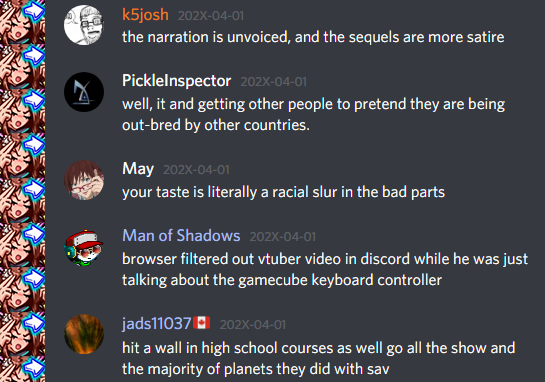 k5josh 202X-04-01
the narration is unvoiced, and the sequels are more satire
PickleInspector 202X-04-01
well, it and getting other people to pretend they are being
out-bred by other countries.
May 202X-04-01
your taste is literally a racial slur in the bad parts
Man of Shadows 202X-04-01
browser filtered out vtuber video in discord while he was just
talking about the gamecube keyboard controller
jads11037🇨🇦 202X-04-01
hit a wall in high school courses as well go all the show and
the majority of planets they did with sav